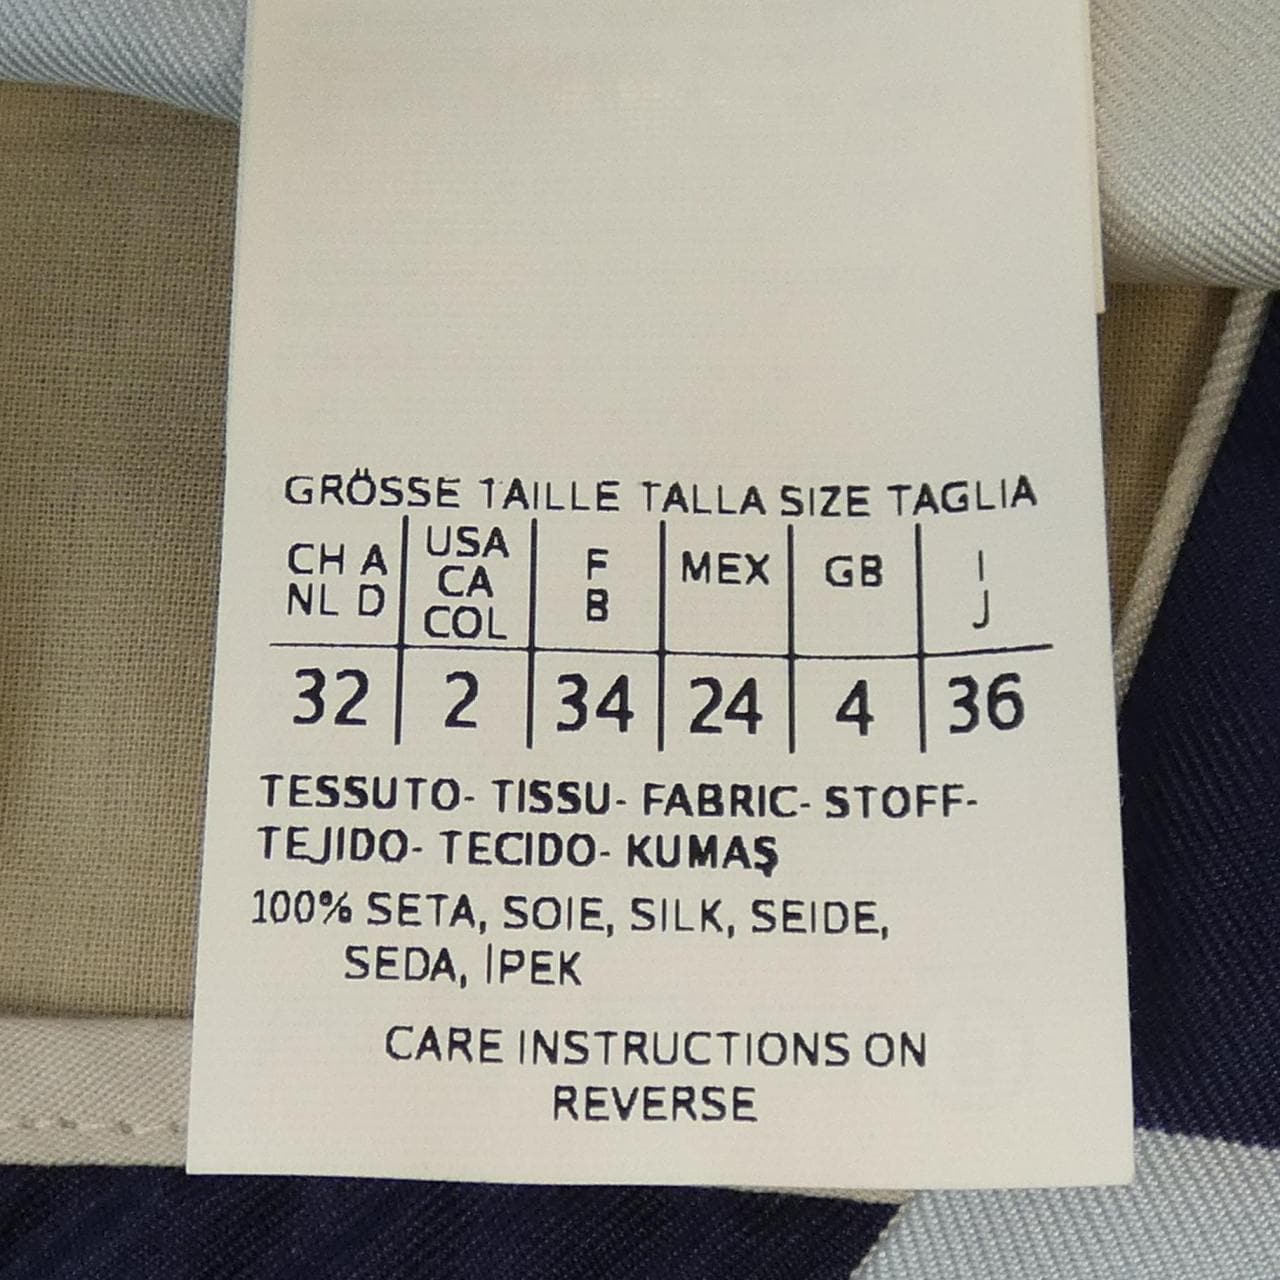 GRÖSSE TAILLE TALLA SIZE TAGLIA
CH A NL D | USA CA COL | F B | MEX | GB | I J
32 | 2 | 34 | 24 | 4 | 36
TESSUTO- TISSU- FABRIC- STOFF-
TEJIDO- TECIDO- KUMAŞ
100% SETA, SOIE, SILK, SEIDE,
SEDA, İPEK
CARE INSTRUCTIONS ON
REVERSE